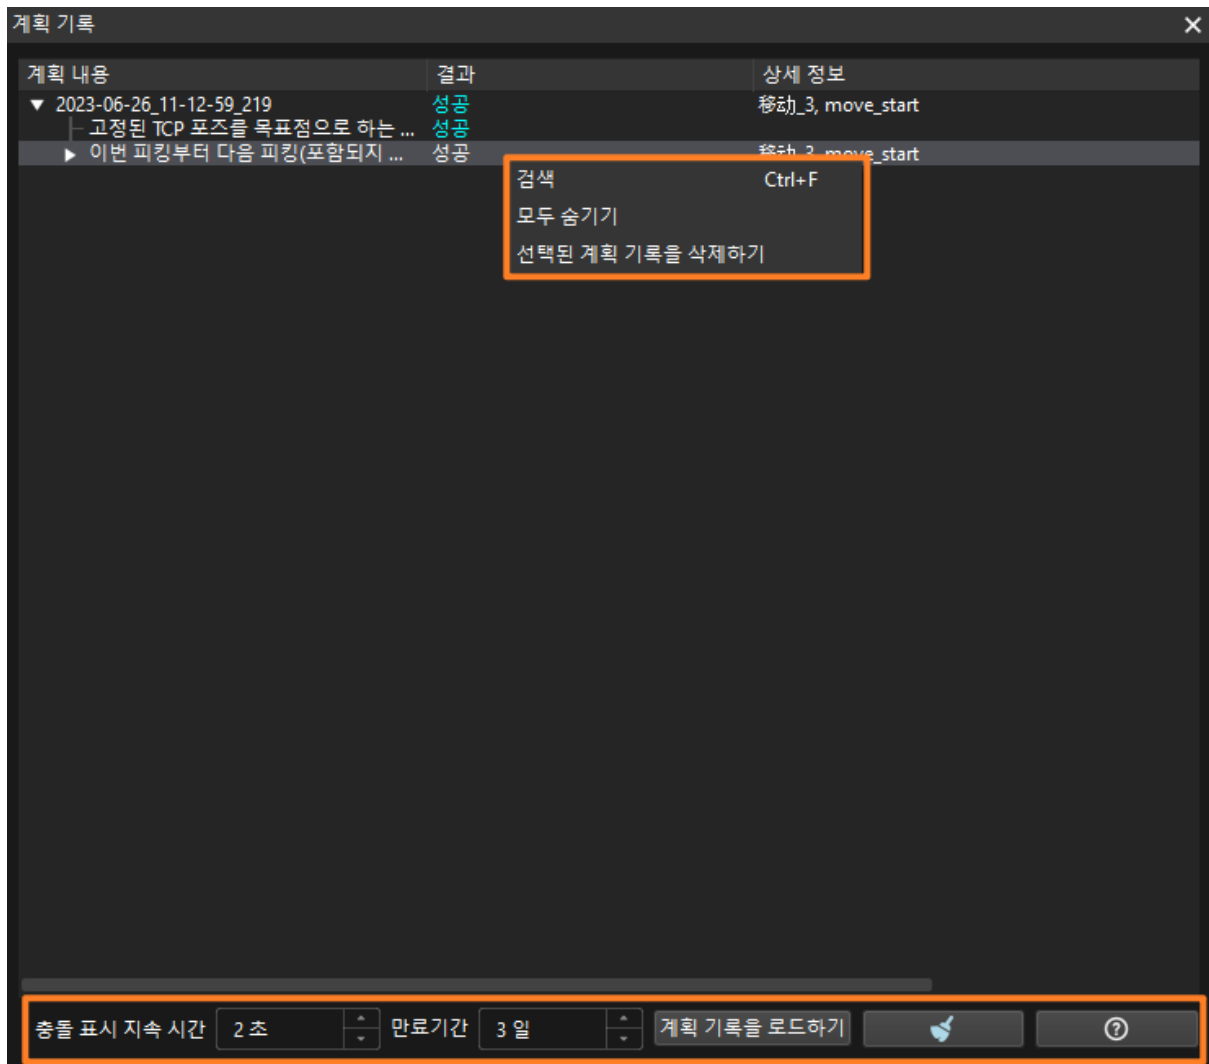 계획 기록
계획 내용 결과 상세 정보
2023-06-26_11-12-59_219 성공 移动_3, move_start
고정된 TCP 포즈를 목표점으로 하는 ... 성공
이번 피킹부터 다음 피킹(포함되지 ... 성공 移动_3, move_start
검색 Ctrl+F
모두 숨기기
선택된 계획 기록을 삭제하기
충돌 표시 지속 시간 2 초 만료기간 3 일 계획 기록을 로드하기